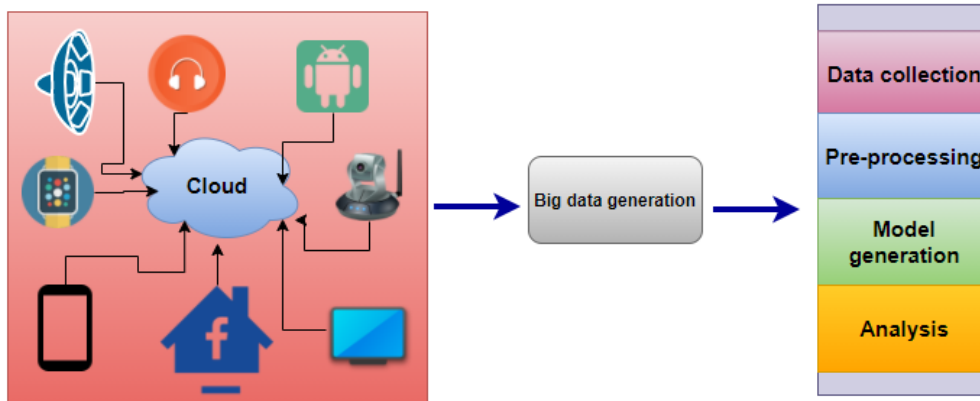 Cloud
Big data generation
Data collection
Pre-processing
Model
generation
Analysis